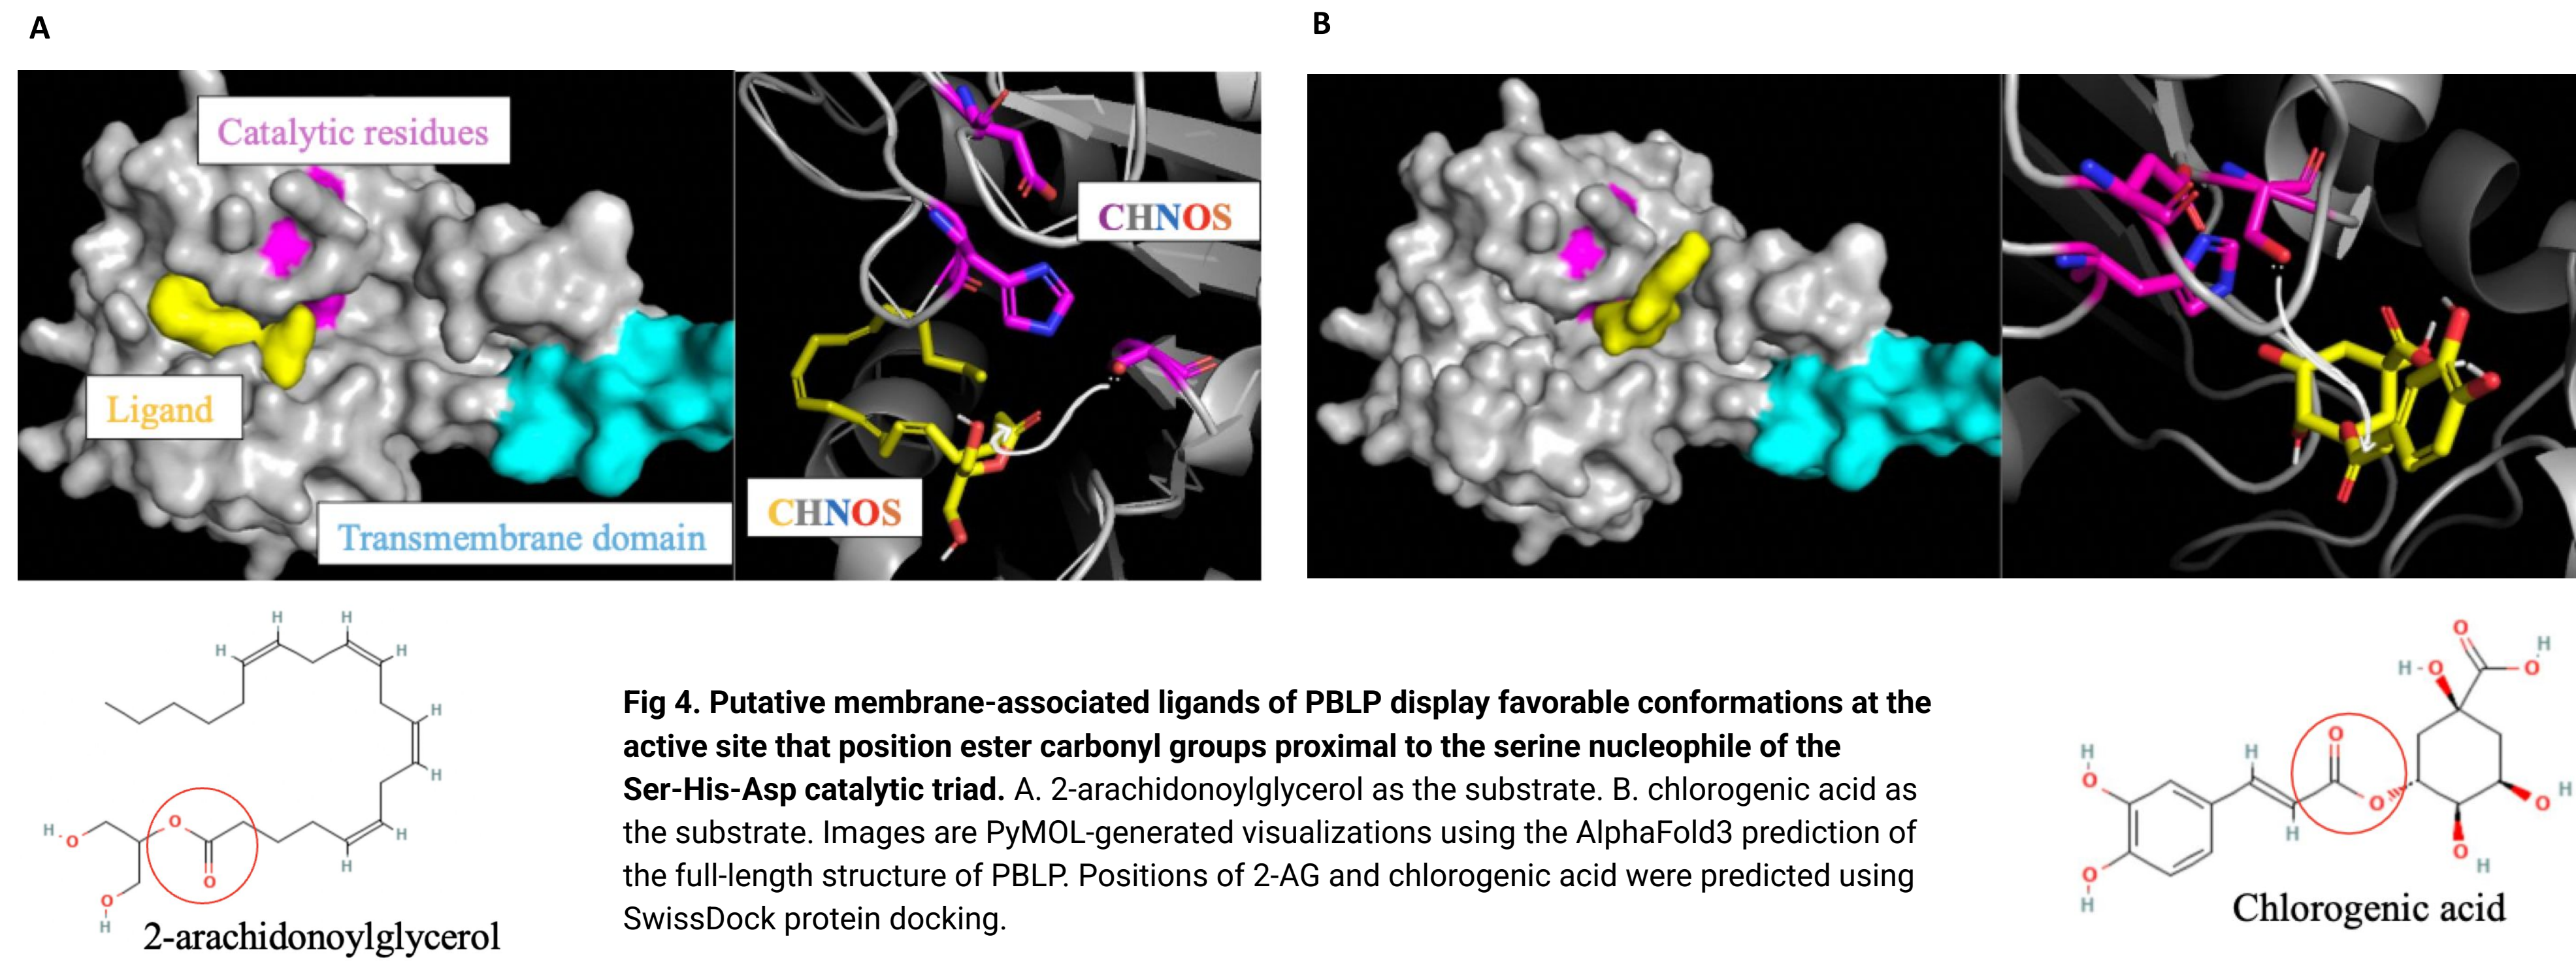 A
B
Catalytic residues
Ligand
Transmembrane domain
CHNOS
CHNOS
H
H
H
H
H
H
H
H
H
O
O
O
O
H
2-arachidonoylglycerol
Fig 4. Putative membrane-associated ligands of PBLP display favorable conformations at the
active site that position ester carbonyl groups proximal to the serine nucleophile of the
Ser-His-Asp catalytic triad. A. 2-arachidonoylglycerol as the substrate. B. chlorogenic acid as
the substrate. Images are PyMOL-generated visualizations using the AlphaFold3 prediction of
the full-length structure of PBLP. Positions of 2-AG and chlorogenic acid were predicted using
SwissDock protein docking.
O
H
H-O
O
H
O
H
O
H
O
O
H
O
H
O
H
H
Chlorogenic acid